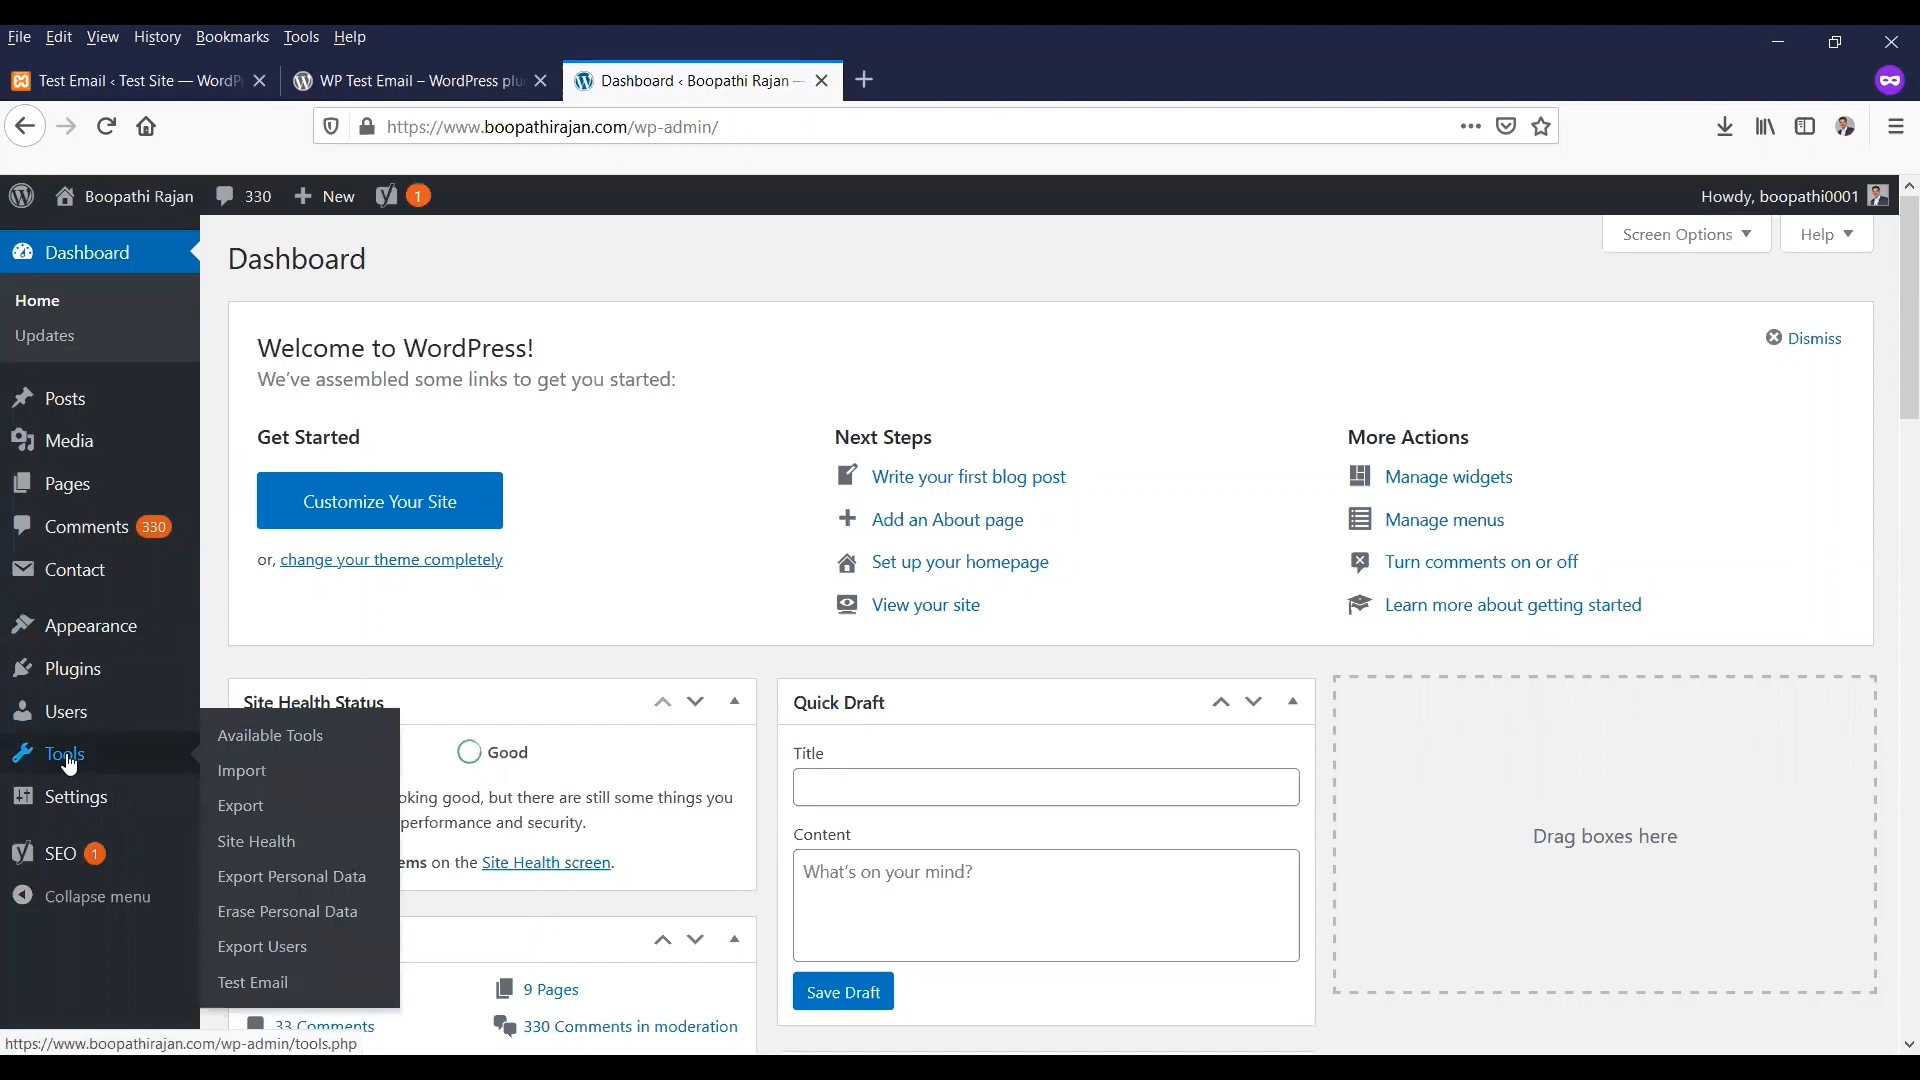 File Edit View History Bookmarks Tools Help
Test Email ‹ Test Site — WordP
WP Test Email – WordPress plu
Dashboard ‹ Boopathi Rajan —
https://www.boopathirajan.com/wp-admin/
Boopathi Rajan 330 New 1 Howdy, boopathi0001
Screen Options Help
Dashboard
Home
Updates
Posts
Media
Pages
Comments 330
Contact
Appearance
Plugins
Users
Tools
Settings
SEO 1
Collapse menu
Available Tools
Import
Export
Site Health
Export Personal Data
Erase Personal Data
Export Users
Test Email
Dashboard
Welcome to WordPress!
Dismiss
We've assembled some links to get you started:
Get Started
Customize Your Site
or, change your theme completely
Next Steps
Write your first blog post
Add an About page
Set up your homepage
View your site
More Actions
Manage widgets
Manage menus
Turn comments on or off
Learn more about getting started
Site Health Status
Good
oking good, but there are still some things you
performance and security.
ems on the Site Health screen.
9 Pages
33 Comments
330 Comments in moderation
Quick Draft
Title
Content
What's on your mind?
Save Draft
Drag boxes here
https://www.boopathirajan.com/wp-admin/tools.php